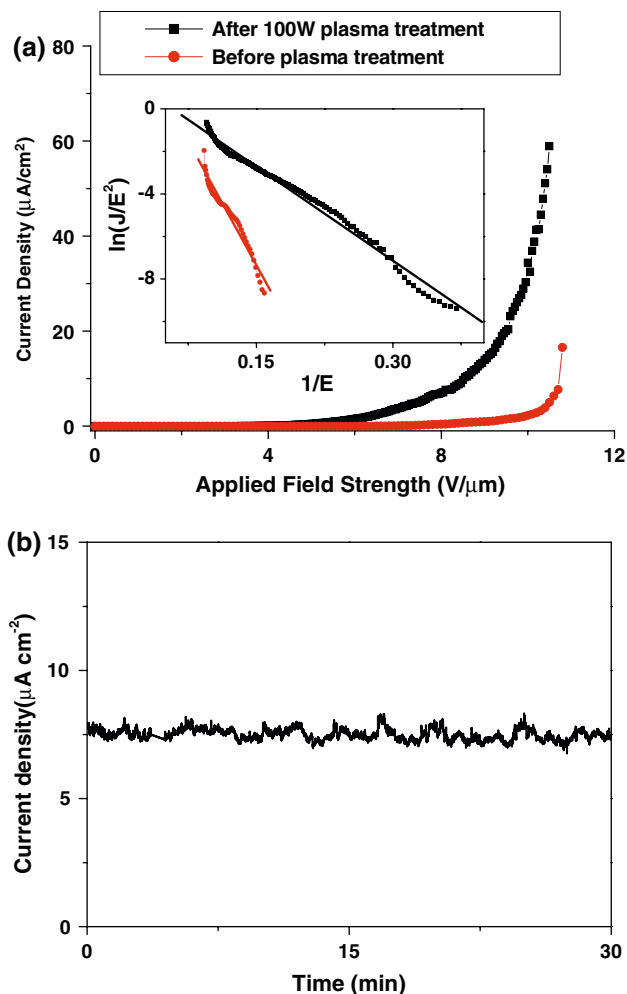 (a)
After 100W plasma treatment
Before plasma treatment
80
60
40
20
0
Current Density (μA/cm²)
0
-4
-8
ln(J/E²)
0.15
0.30
1/E
0
4
8
12
Applied Field Strength (V/μm)
(b)
15
10
5
0
Current density(μA cm⁻²)
0
15
30
Time (min)